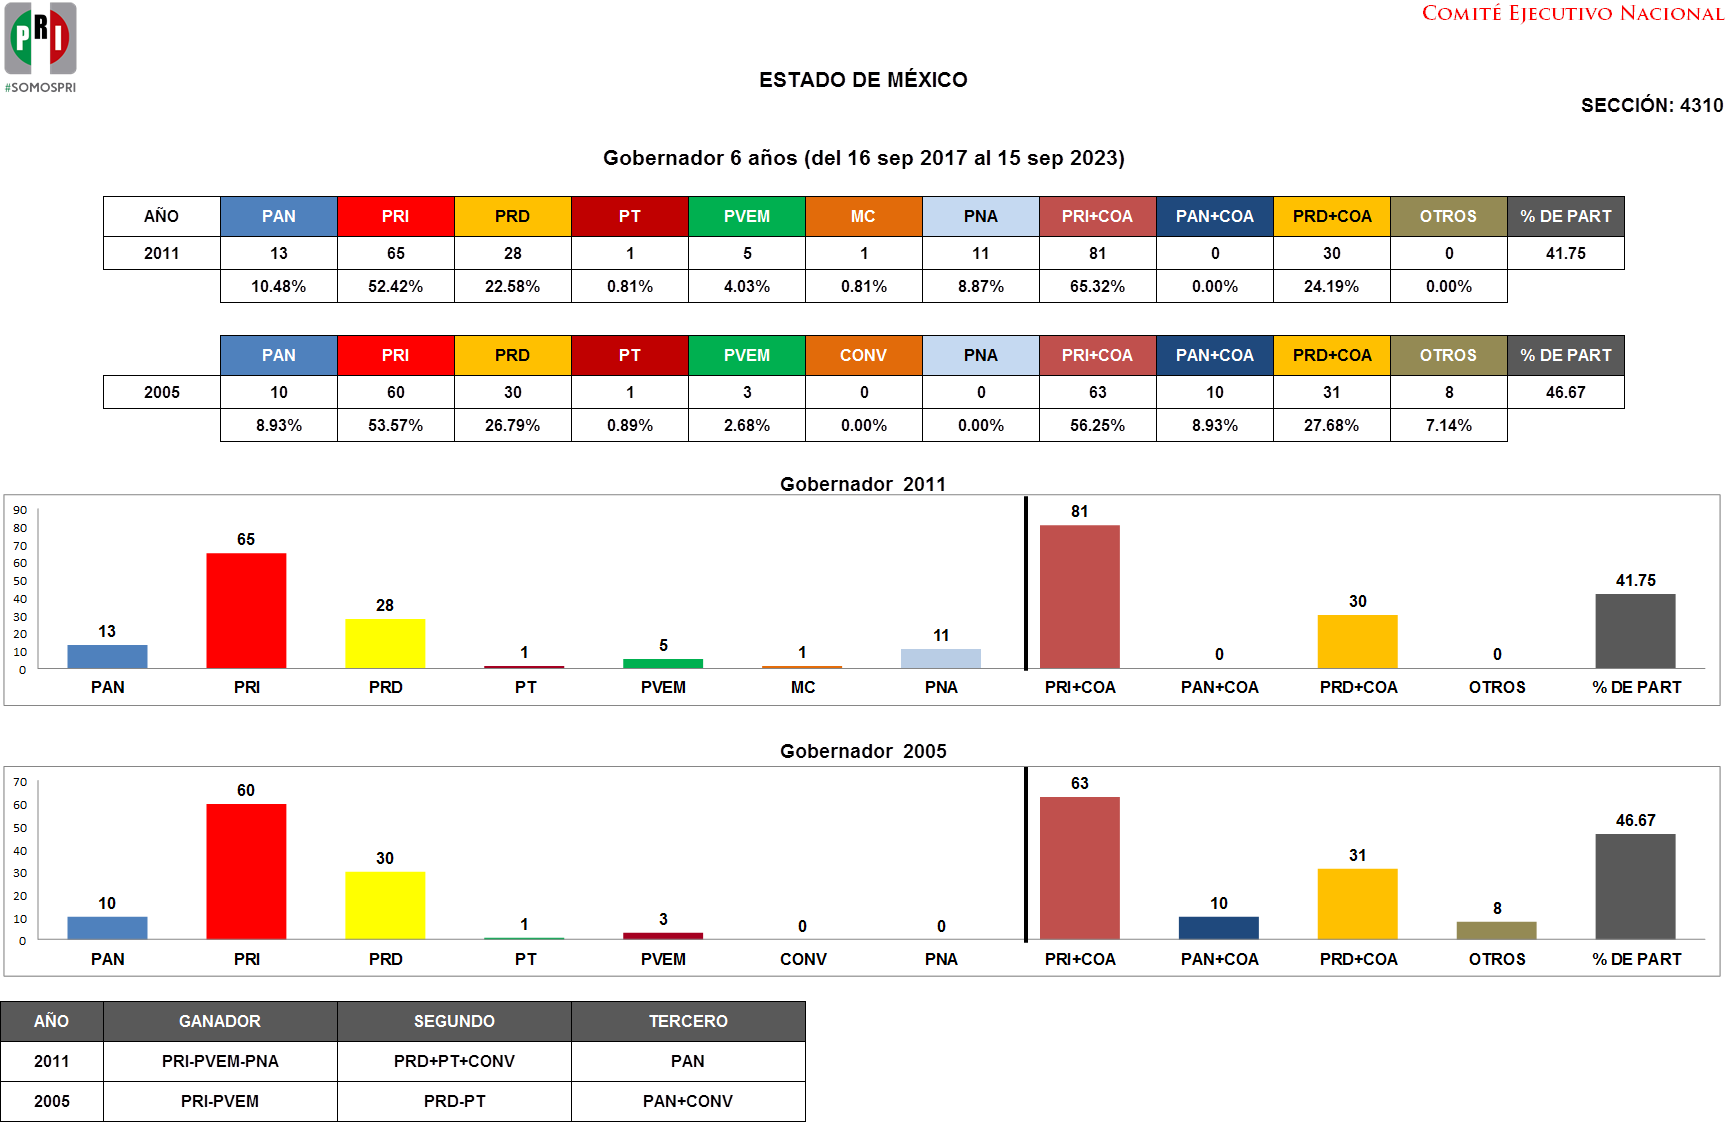 PRI
#SOMOSPRI
COMITÉ EJECUTIVO NACIONAL
ESTADO DE MÉXICO
SECCIÓN: 4310
Gobernador 6 años (del 16 sep 2017 al 15 sep 2023)
AÑO PAN PRI PRD PT PVEM MC PNA PRI+COA PAN+COA PRD+COA OTROS % DE PART
2011 13 65 28 1 5 1 11 81 0 30 0 41.75
10.48% 52.42% 22.58% 0.81% 4.03% 0.81% 8.87% 65.32% 0.00% 24.19% 0.00%
PAN PRI PRD PT PVEM CONV PNA PRI+COA PAN+COA PRD+COA OTROS % DE PART
2005 10 60 30 1 3 0 0 63 10 31 8 46.67
8.93% 53.57% 26.79% 0.89% 2.68% 0.00% 0.00% 56.25% 8.93% 27.68% 7.14%
Gobernador 2011
90
80
70
60
50
40
30
20
10
0
13 65 28 1 5 1 11 81 0 30 0 41.75
PAN PRI PRD PT PVEM MC PNA PRI+COA PAN+COA PRD+COA OTROS % DE PART
Gobernador 2005
70
60
50
40
30
20
10
0
10 60 30 1 3 0 0 63 10 31 8 46.67
PAN PRI PRD PT PVEM CONV PNA PRI+COA PAN+COA PRD+COA OTROS % DE PART
AÑO GANADOR SEGUNDO TERCERO
2011 PRI-PVEM-PNA PRD+PT+CONV PAN
2005 PRI-PVEM PRD-PT PAN+CONV